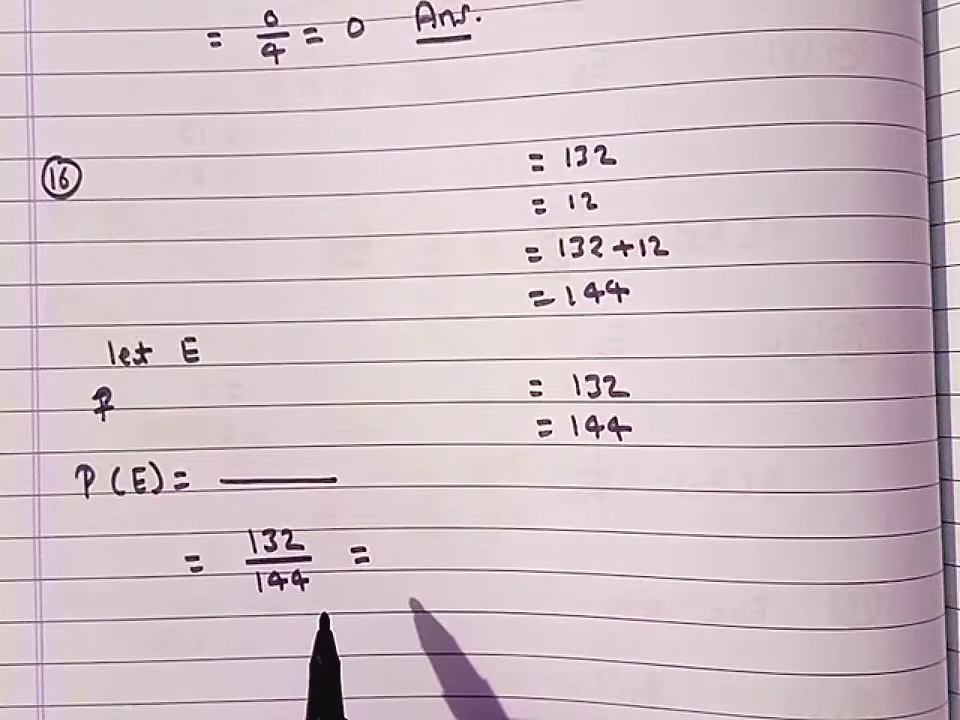 = 0/4 = 0 Ans.
16
= 132
= 12
= 132 + 12
= 144
let E
= 132
= 144
P (E) =
= 132/144 =